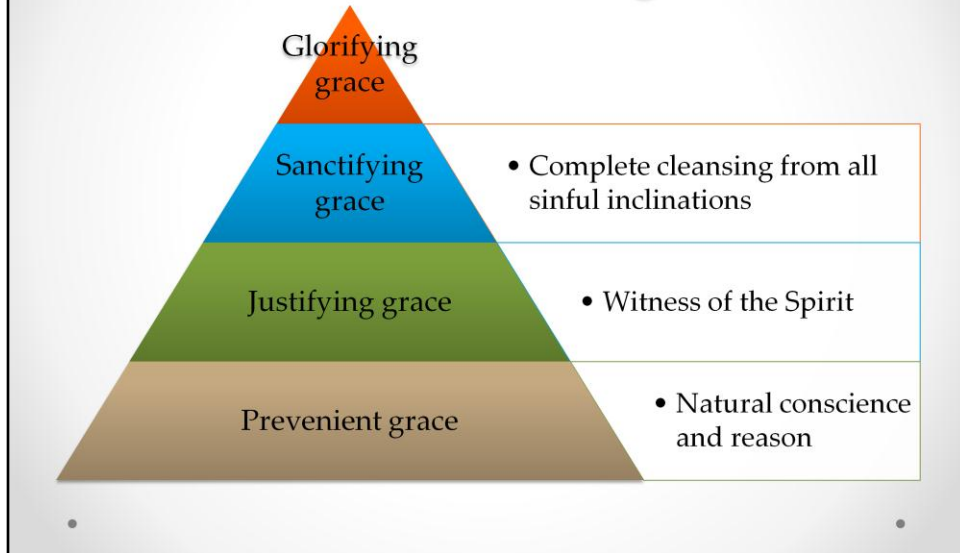 Glorifying
grace
Sanctifying
grace
• Complete cleansing from all
sinful inclinations
Justifying grace
• Witness of the Spirit
Prevenient grace
• Natural conscience
and reason